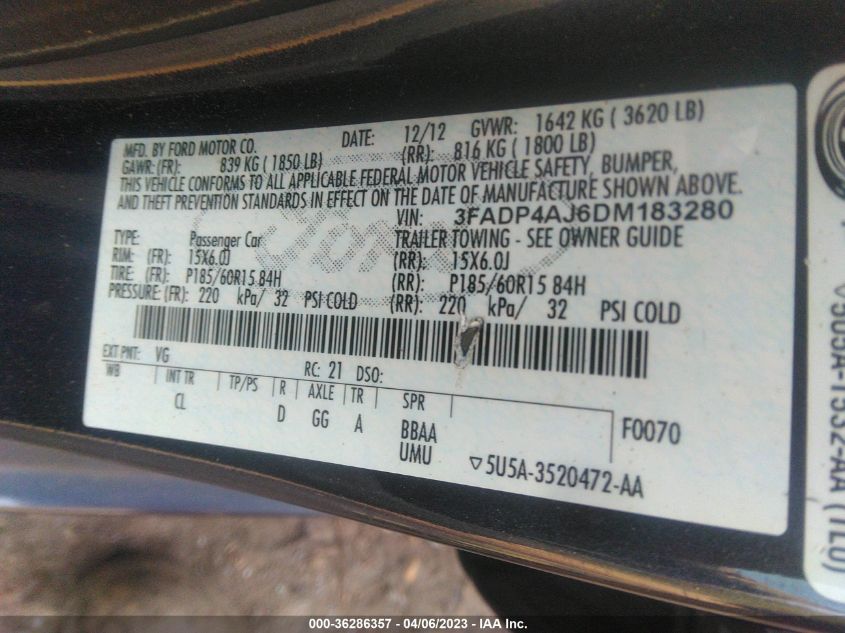 MFD. BY FORD MOTOR CO. DATE: 12/12 GVWR: 1642 KG ( 3620 LB)
GAWR: (FR): 839 KG ( 1850 LB) (RR): 816 KG ( 1800 LB)
THIS VEHICLE CONFORMS TO ALL APPLICABLE FEDERAL MOTOR VEHICLE SAFETY, BUMPER,
AND THEFT PREVENTION STANDARDS IN EFFECT ON THE DATE OF MANUFACTURE SHOWN ABOVE.
VIN: 3FADP4AJ6DM183280
TYPE: Passenger Car TRAILER TOWING - SEE OWNER GUIDE
RIM: (FR): 15X6.0J (RR): 15X6.0J
TIRE: (FR): P185/60R15 84H (RR): P185/60R15 84H
PRESSURE: (FR): 220 kPa/ 32 PSI COLD (RR): 220 kPa/ 32 PSI COLD
EXT PNT: VG RC: 21 DSO:
WB INT TR TP/PS R AXLE TR SPR
CL D GG A BBAA F0070
UMU ▽5U5A-3520472-AA
000-36286357 - 04/06/2023 - IAA Inc.